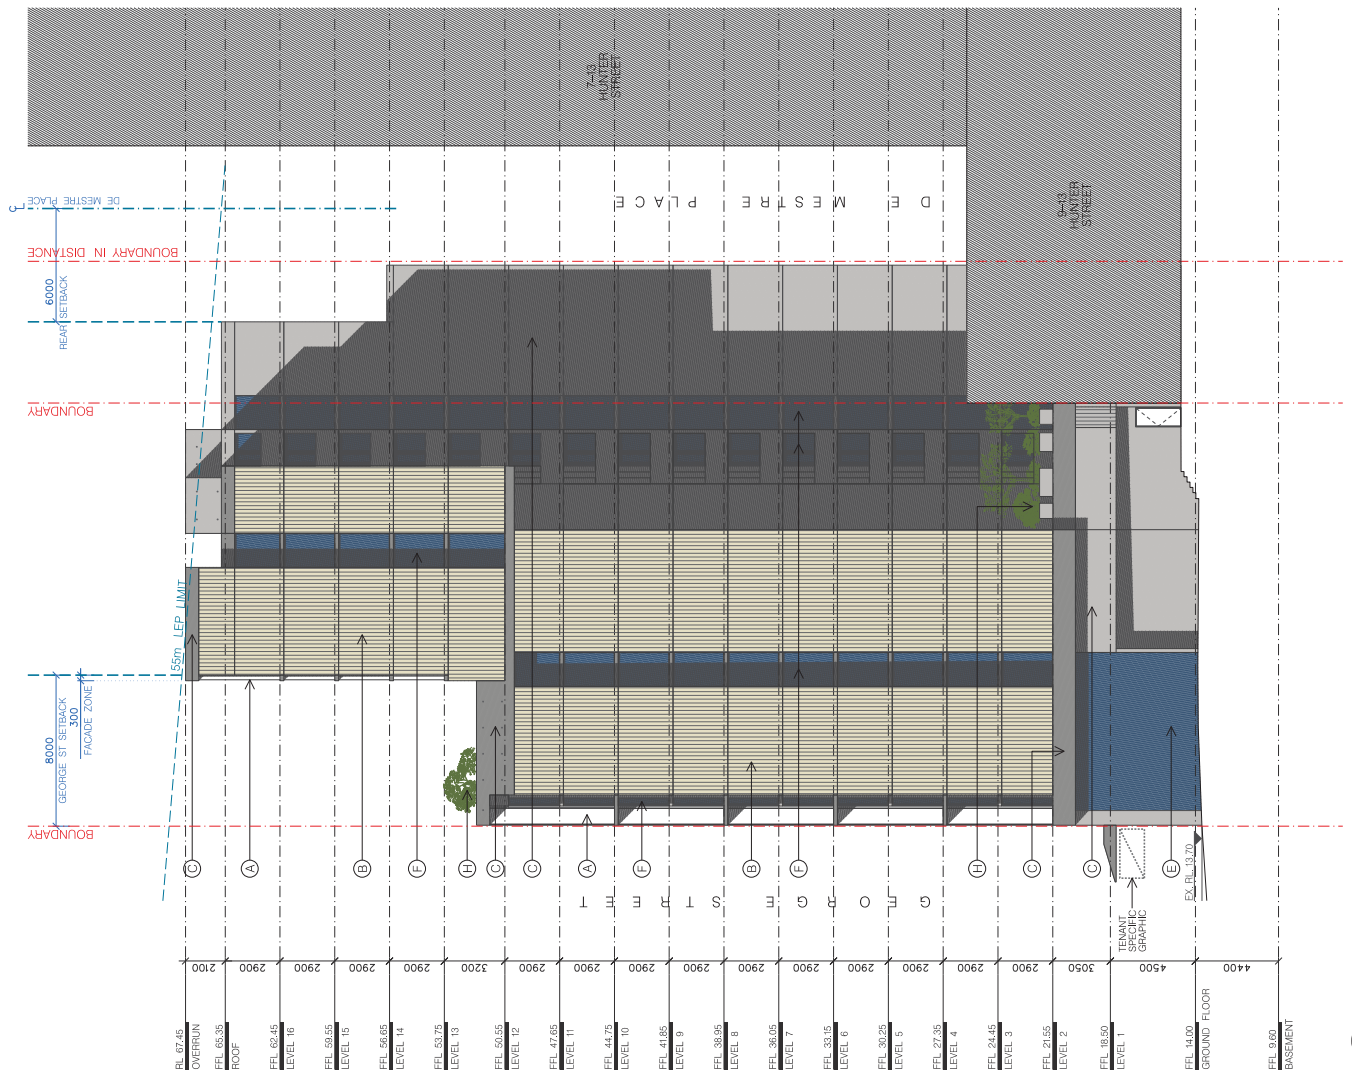 7-13
HUNTER
STREET
9-13
HUNTER
STREET
DE MESTRE PLACE
C
L
DE MESTRE PLACE
BOUNDARY IN DISTANCE
6000
REAR SETBACK
BOUNDARY
55m LEP LIMIT
8000
GEORGE ST SETBACK
300
FACADE ZONE
BOUNDARY
C
A
B
F
H
C
C
A
F
B
F
H
C
C
E
GEORGE STREET
TENANT
SPECIFIC
GRAPHIC
EX. RL. 13.70
2100
2900
2900
2900
2900
3200
2900
2900
2900
2900
2900
2900
2900
2900
2900
2900
3050
4500
4400
RL 67.45
OVERRUN
FFL 65.35
ROOF
FFL 62.45
LEVEL 16
FFL 59.55
LEVEL 15
FFL 56.65
LEVEL 14
FFL 53.75
LEVEL 13
FFL 50.55
LEVEL 12
FFL 47.65
LEVEL 11
FFL 44.75
LEVEL 10
FFL 41.85
LEVEL 9
FFL 38.95
LEVEL 8
FFL 36.05
LEVEL 7
FFL 33.15
LEVEL 6
FFL 30.25
LEVEL 5
FFL 27.35
LEVEL 4
FFL 24.45
LEVEL 3
FFL 21.55
LEVEL 2
FFL 18.50
LEVEL 1
FFL 14.00
GROUND FLOOR
FFL 9.60
BASEMENT